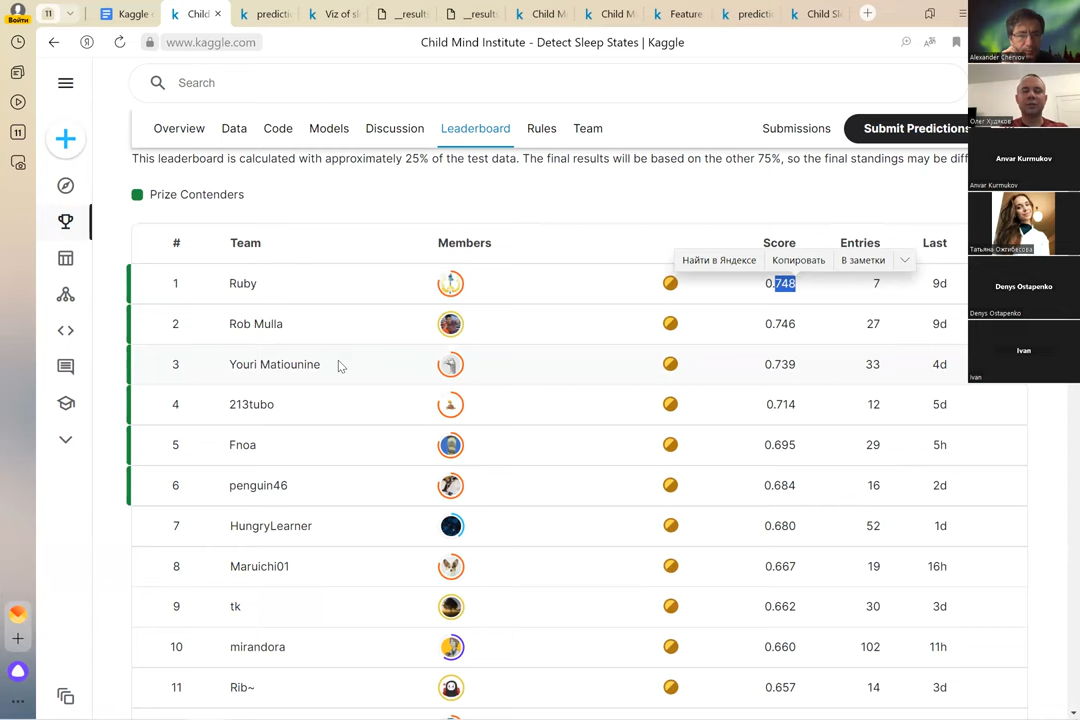 Войти
11
Kaggle
Child
predictio
Viz of sl
__results
__results
Child M
Child M
Feature
predictio
Child Sl
www.kaggle.com
Child Mind Institute - Detect Sleep States | Kaggle
11
Search
Overview Data Code Models Discussion Leaderboard Rules Team Submissions Submit Predictions
This leaderboard is calculated with approximately 25% of the test data. The final results will be based on the other 75%, so the final standings may be diff
Prize Contenders
# Team Members Score Entries Last
Найти в Яндексе Копировать В заметки
1 Ruby 0.748 7 9d
2 Rob Mulla 0.746 27 9d
3 Youri Matiounine 0.739 33 4d
4 213tubo 0.714 12 5d
5 Fnoa 0.695 29 5h
6 penguin46 0.684 16 2d
7 HungryLearner 0.680 52 1d
8 Maruichi01 0.667 19 16h
9 tk 0.662 30 3d
10 mirandora 0.660 102 11h
11 Rib~ 0.657 14 3d
Alexander Chervov
Олег Худяков
Anvar Kurmukov
Anvar Kurmukov
Татьяна Ожгибесова
Denys Ostapenko
Denys Ostapenko
Ivan
Ivan